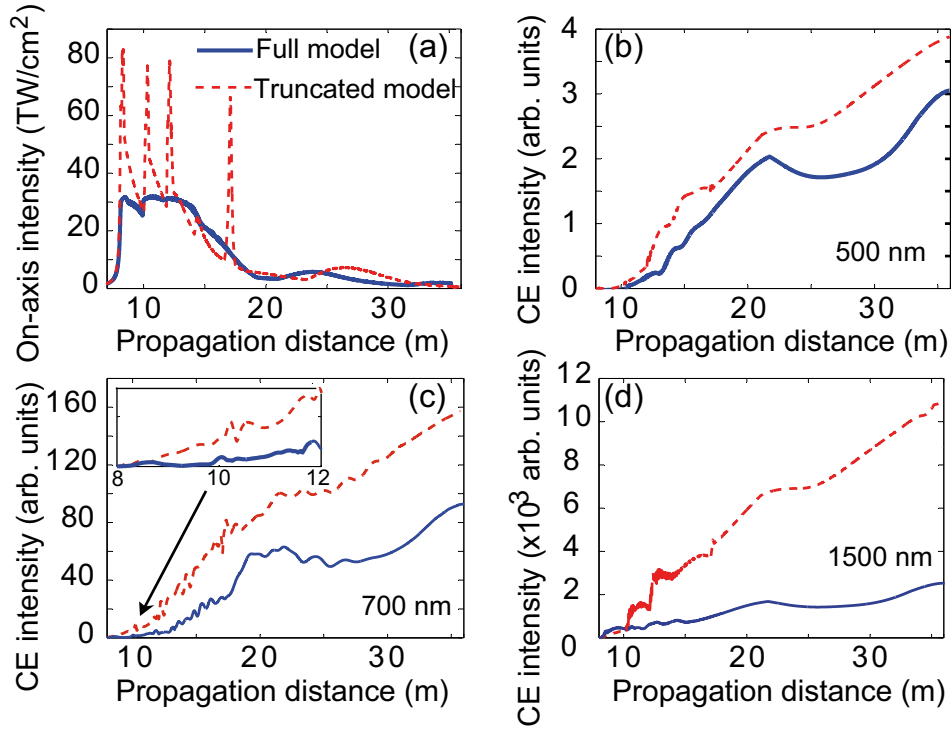 (a)
Full model
Truncated model
On-axis intensity (TW/cm²)
80
60
40
20
0
10
20
30
Propagation distance (m)
(b)
CE intensity (arb. units)
4
3
2
1
0
500 nm
10
20
30
Propagation distance (m)
(c)
CE intensity (arb. units)
160
120
80
40
0
8
10
12
700 nm
10
20
30
Propagation distance (m)
(d)
CE intensity (x10³ arb. units)
12
10
8
6
4
2
0
1500 nm
10
20
30
Propagation distance (m)